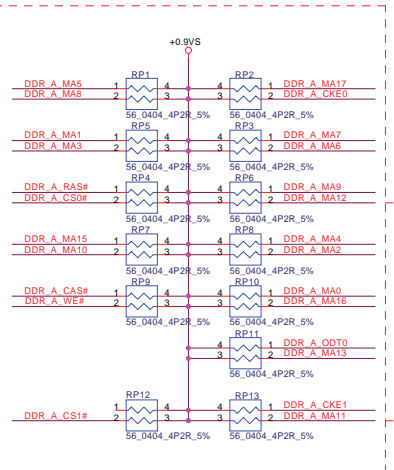 +0.9VS
RP1 RP2
DDR_A_MA5 1 4 4 1 DDR_A_MA17
DDR_A_MA8 2 3 3 2 DDR_A_CKE0
56_0404_4P2R_5% 56_0404_4P2R_5%
RP5 RP3
DDR_A_MA1 1 4 4 1 DDR_A_MA7
DDR_A_MA3 2 3 3 2 DDR_A_MA6
56_0404_4P2R_5% 56_0404_4P2R_5%
RP4 RP6
DDR_A_RAS# 1 4 4 1 DDR_A_MA9
DDR_A_CS0# 2 3 3 2 DDR_A_MA12
56_0404_4P2R_5% 56_0404_4P2R_5%
RP7 RP8
DDR_A_MA15 1 4 4 1 DDR_A_MA4
DDR_A_MA10 2 3 3 2 DDR_A_MA2
56_0404_4P2R_5% 56_0404_4P2R_5%
RP9 RP10
DDR_A_CAS# 1 4 4 1 DDR_A_MA0
DDR_A_WE# 2 3 3 2 DDR_A_MA16
56_0404_4P2R_5% 56_0404_4P2R_5%
RP11
4 1 DDR_A_ODT0
3 2 DDR_A_MA13
56_0404_4P2R_5%
RP12 RP13
1 4 4 1 DDR_A_CKE1
DDR_A_CS1# 2 3 3 2 DDR_A_MA11
56_0404_4P2R_5% 56_0404_4P2R_5%